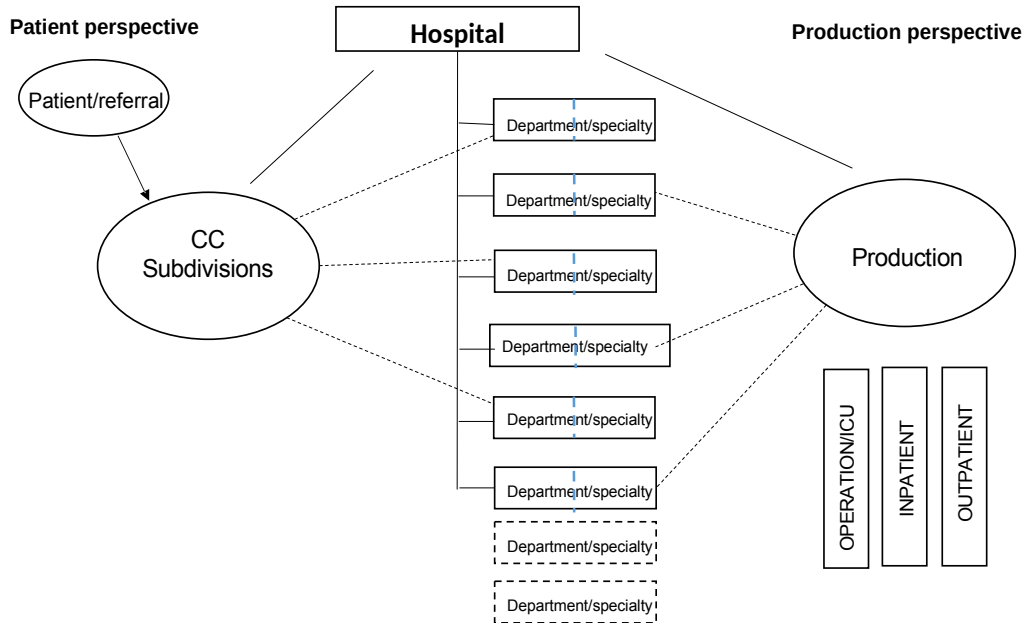 Patient perspective
Hospital
Production perspective
Patient/referral
Department/specialty
Department/specialty
CC
Subdivisions
Department/specialty
Production
Department/specialty
Department/specialty
Department/specialty
Department/specialty
Department/specialty
OPERATION/ICU
INPATIENT
OUTPATIENT